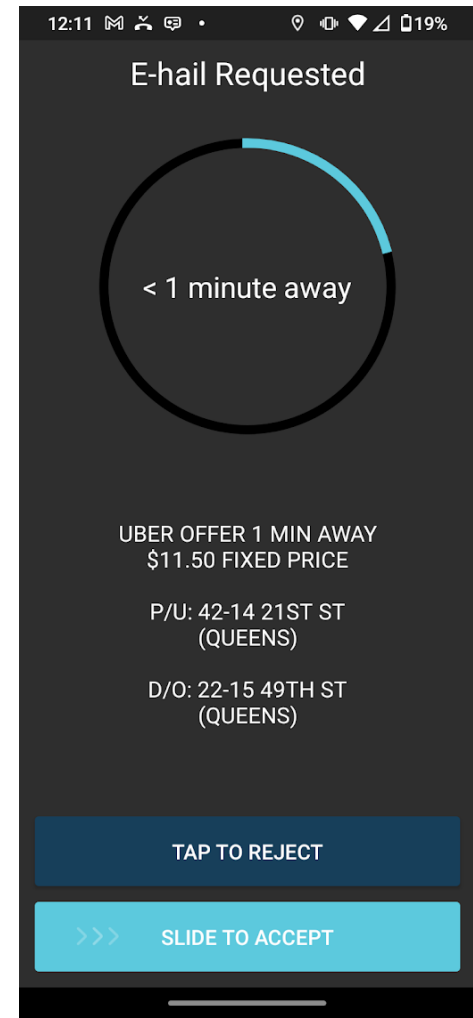 12:11 19%
E-hail Requested
< 1 minute away
UBER OFFER 1 MIN AWAY
$11.50 FIXED PRICE
P/U: 42-14 21ST ST
(QUEENS)
D/O: 22-15 49TH ST
(QUEENS)
TAP TO REJECT
>>> SLIDE TO ACCEPT